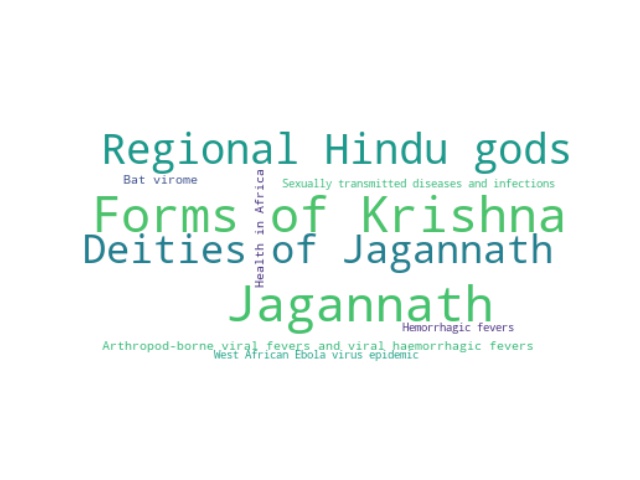 Regional Hindu gods
Bat virome
Sexually transmitted diseases and infections
Health in Africa
Forms of Krishna
Deities of Jagannath
Jagannath
Hemorrhagic fevers
Arthropod-borne viral fevers and viral haemorrhagic fevers
West African Ebola virus epidemic